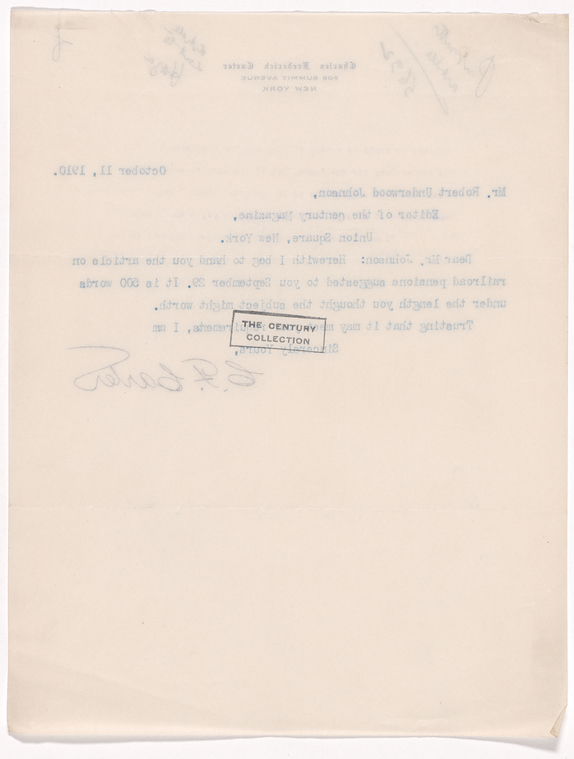 Charles Frederick Carter
SUMMIT AVENUE
NEW YORK
October 11, 1910.
Mr. Robert Underwood Johnson,
Editor of the Century Magazine,
Union Square, New York.
Dear Mr. Johnson: Herewith I beg to hand you the article on
railroad pensions suggested to you September 29. It is 500 words
under the length you thought the subject might worth.
Trusting that it may requirements, I am
Sincerely Yours,
THE CENTURY
COLLECTION
C. F. Carter